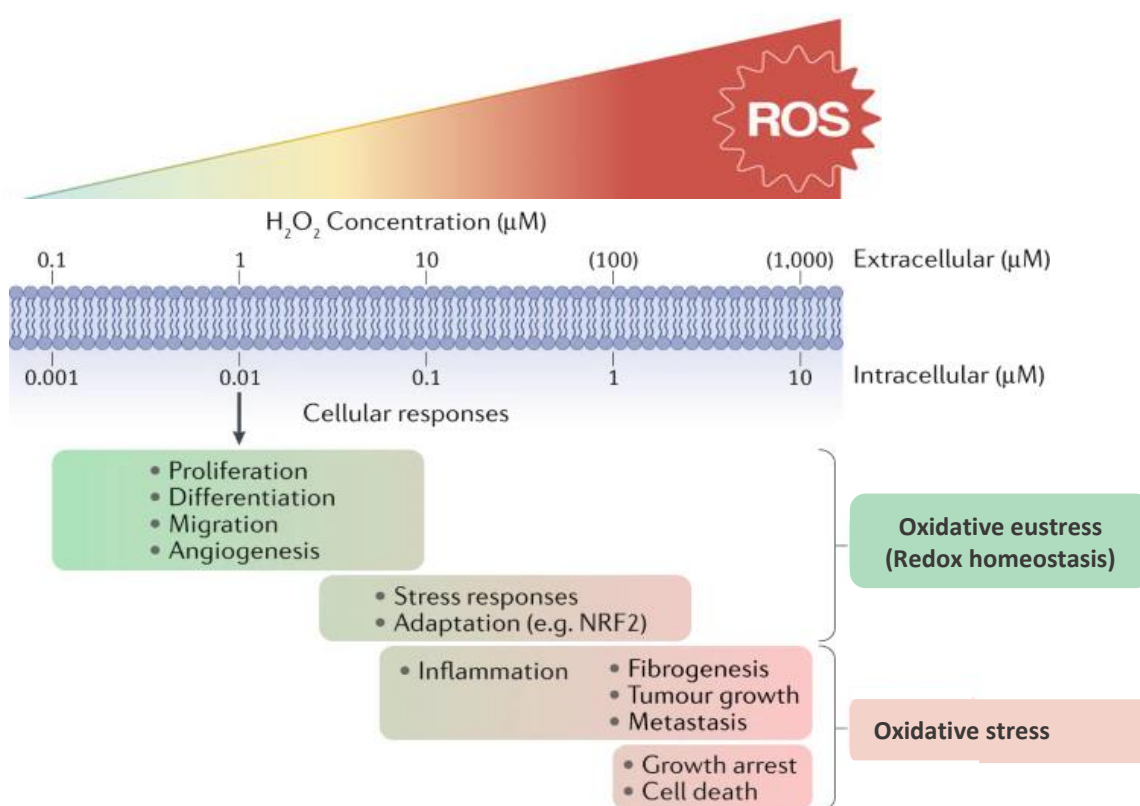 ROS
H₂O₂ Concentration (µM)
0.1 1 10 (100) (1,000) Extracellular (µM)
0.001 0.01 0.1 1 10 Intracellular (µM)
Cellular responses
• Proliferation
• Differentiation
• Migration
• Angiogenesis
Oxidative eustress
(Redox homeostasis)
• Stress responses
• Adaptation (e.g. NRF2)
• Inflammation
• Fibrogenesis
• Tumour growth
• Metastasis
Oxidative stress
• Growth arrest
• Cell death